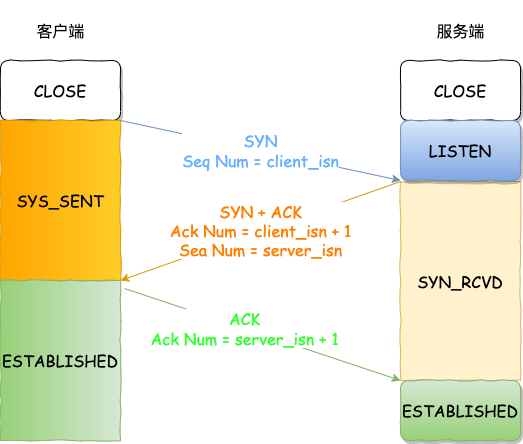 客户端
服务端
CLOSE
CLOSE
SYN
Seq Num = client_isn
LISTEN
SYS_SENT
SYN + ACK
Ack Num = client_isn + 1
Sea Num = server_isn
SYN_RCVD
ACK
Ack Num = server_isn + 1
ESTABLISHED
ESTABLISHED